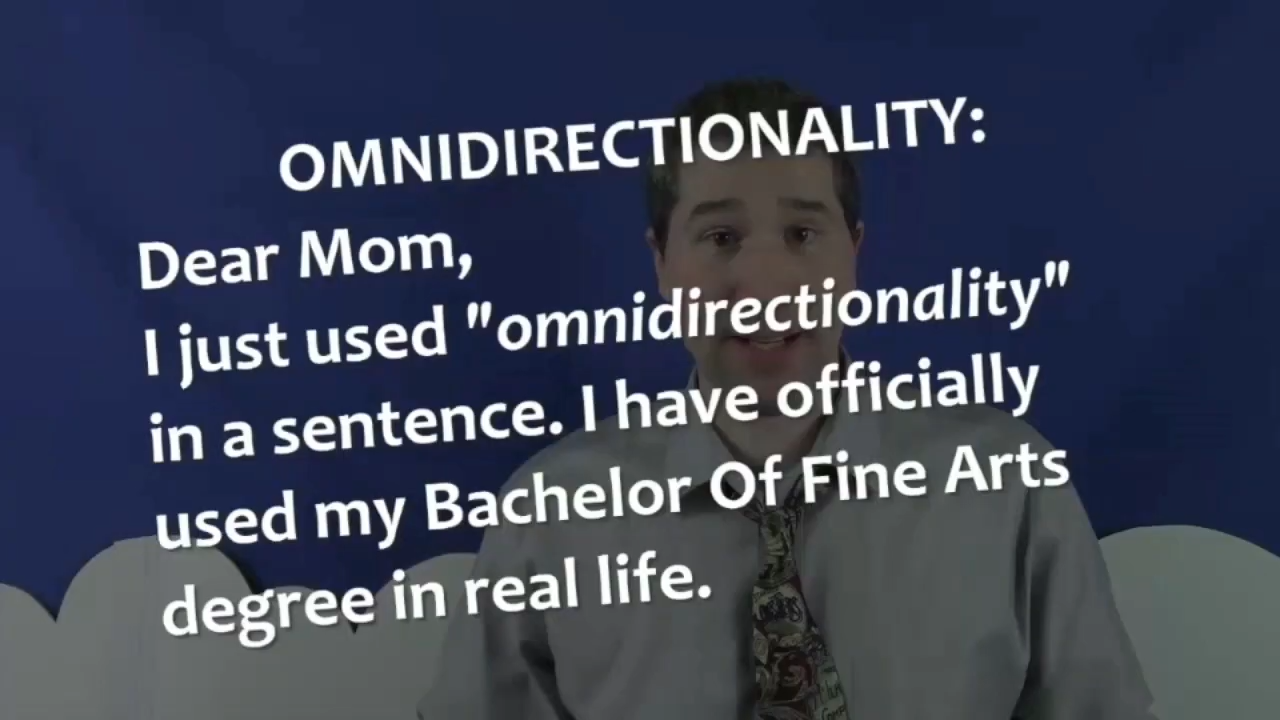 OMNIDIRECTIONALITY:
Dear Mom,
I just used "omnidirectionality"
in a sentence. I have officially
used my Bachelor Of Fine Arts
degree in real life.